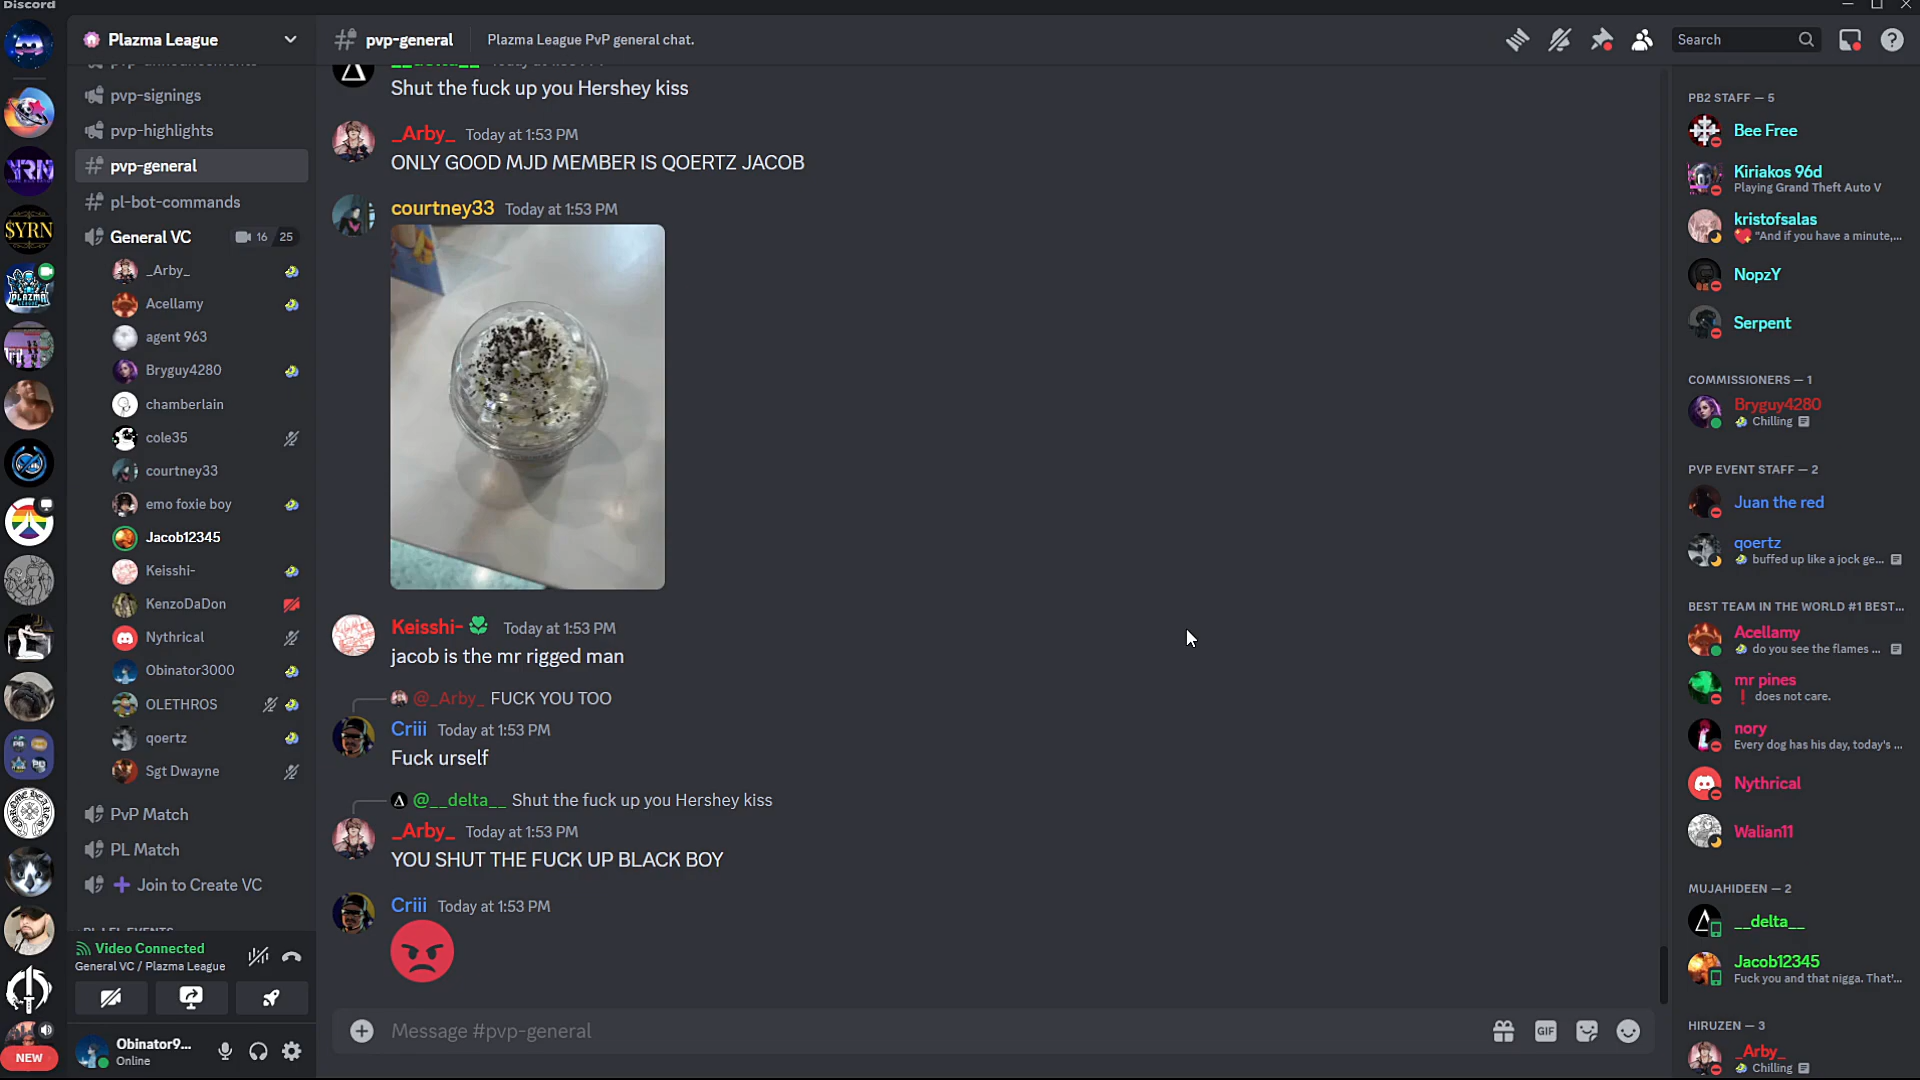 Discord
Plazma League
pvp-signings
pvp-highlights
pvp-general
pl-bot-commands
General VC
16 25
_Arby_
Acellamy
agent 963
Bryguy4280
chamberlain
cole35
courtney33
emo foxie boy
Jacob12345
Keisshi-
KenzoDaDon
Nythrical
Obinator3000
OLETHROS
qoertz
Sgt Dwayne
PvP Match
PL Match
Join to Create VC
Video Connected
General VC / Plazma League
Obinator9...
Online
YRN
$YRN
PLAZMA
NEW
pvp-general
Plazma League PvP general chat.
Search
Shut the fuck up you Hershey kiss
_Arby_ Today at 1:53 PM
ONLY GOOD MJD MEMBER IS QOERTZ JACOB
courtney33 Today at 1:53 PM
Keisshi- Today at 1:53 PM
jacob is the mr rigged man
@_Arby_ FUCK YOU TOO
Criii Today at 1:53 PM
Fuck urself
@__delta__ Shut the fuck up you Hershey kiss
_Arby_ Today at 1:53 PM
YOU SHUT THE FUCK UP BLACK BOY
Criii Today at 1:53 PM
Message #pvp-general
GIF
PB2 STAFF — 5
Bee Free
Kiriakos 96d
Playing Grand Theft Auto V
kristofsalas
"And if you have a minute,...
NopzY
Serpent
COMMISSIONERS — 1
Bryguy4280
Chilling
PVP EVENT STAFF — 2
Juan the red
qoertz
buffed up like a jock ge...
BEST TEAM IN THE WORLD #1 BEST...
Acellamy
do you see the flames ...
mr pines
does not care.
nory
Every dog has his day, today's ...
Nythrical
Walian11
MUJAHIDEEN — 2
__delta__
Jacob12345
Fuck you and that nigga. That'...
HIRUZEN — 3
_Arby_
Chilling